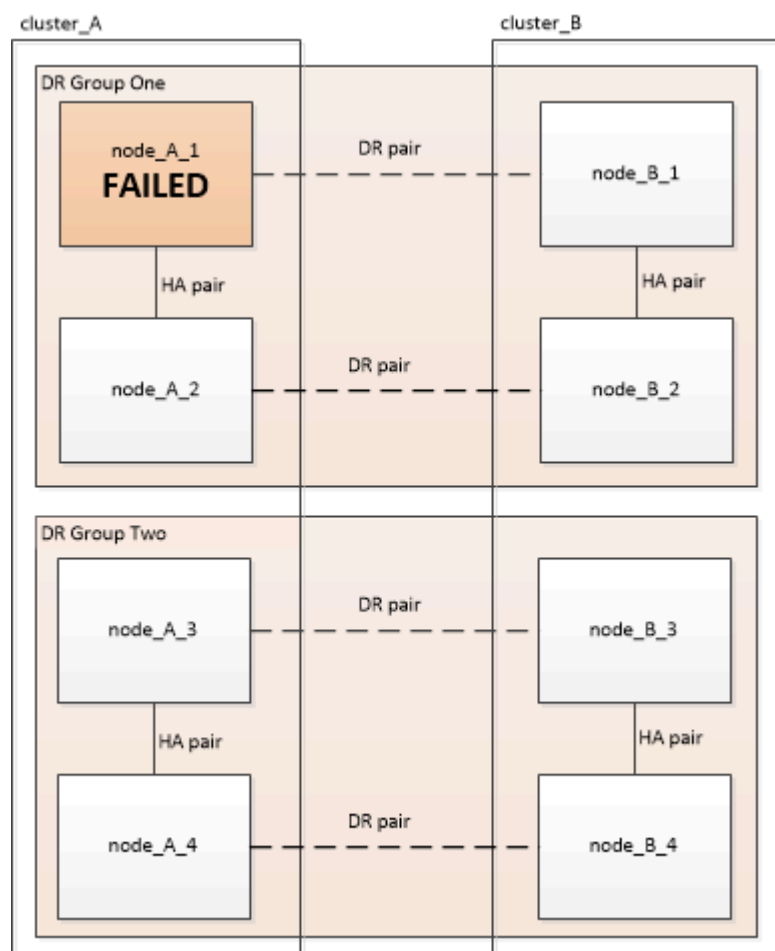 cluster_A
cluster_B
DR Group One
node_A_1
FAILED
DR pair
node_B_1
HA pair
HA pair
node_A_2
DR pair
node_B_2
DR Group Two
node_A_3
DR pair
node_B_3
HA pair
HA pair
node_A_4
DR pair
node_B_4